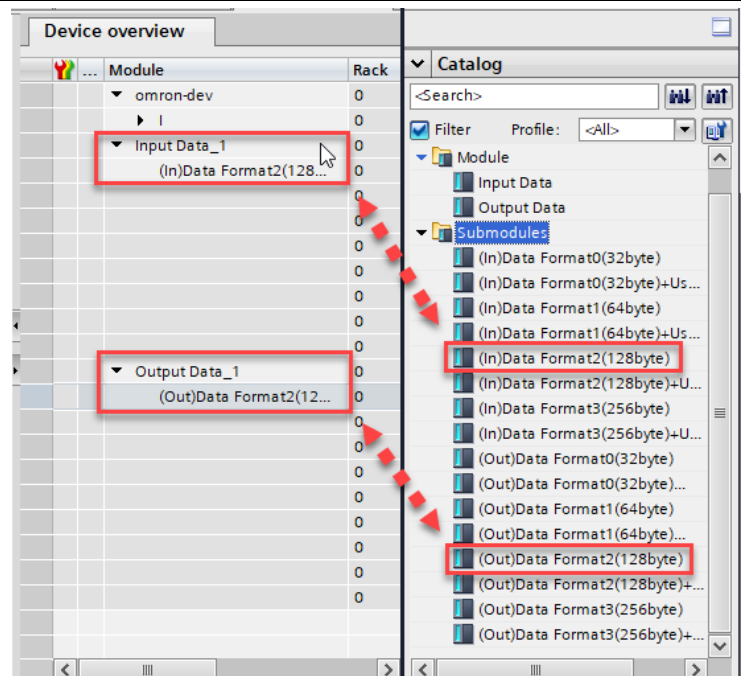 Device overview
... Module Rack
omron-dev 0
I 0
Input Data_1 0
(In)Data Format2(128... 0
0
0
0
0
0
0
0
Output Data_1 0
(Out)Data Format2(12... 0
0
0
0
0
0
0
0
0
Catalog
<Search>
Filter Profile: <All>
Module
Input Data
Output Data
Submodules
(In)Data Format0(32byte)
(In)Data Format0(32byte)+Us...
(In)Data Format1(64byte)
(In)Data Format1(64byte)+Us...
(In)Data Format2(128byte)
(In)Data Format2(128byte)+U...
(In)Data Format3(256byte)
(In)Data Format3(256byte)+U...
(Out)Data Format0(32byte)
(Out)Data Format0(32byte)...
(Out)Data Format1(64byte)
(Out)Data Format1(64byte)...
(Out)Data Format2(128byte)
(Out)Data Format2(128byte)+...
(Out)Data Format3(256byte)
(Out)Data Format3(256byte)+...